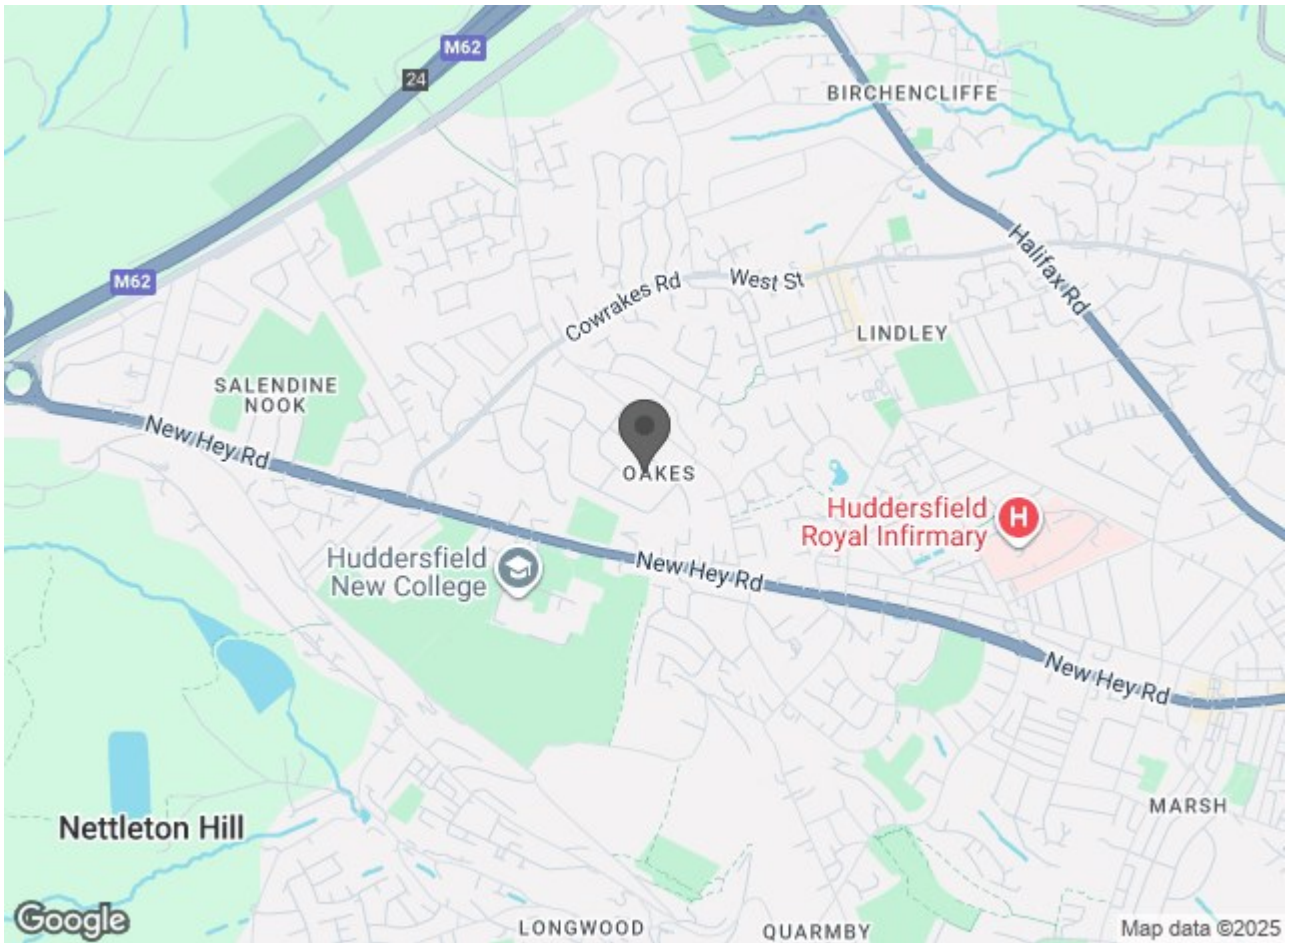 M62
24
BIRCHENCLIFFE
Halifax Rd
M62
Cowrakes Rd
West St
LINDLEY
SALENDINE
NOOK
New Hey Rd
OAKES
Huddersfield
Royal Infirmary
H
Huddersfield
New College
New Hey Rd
New Hey Rd
MARSH
Nettleton Hill
LONGWOOD
QUARMBY
Google
Map data ©2025